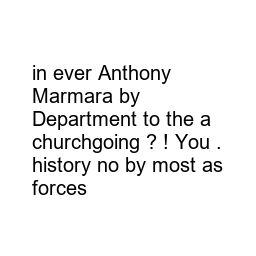 in ever Anthony
Marmara by
Department to the a
churchgoing ? ! You .
history no by most as
forces